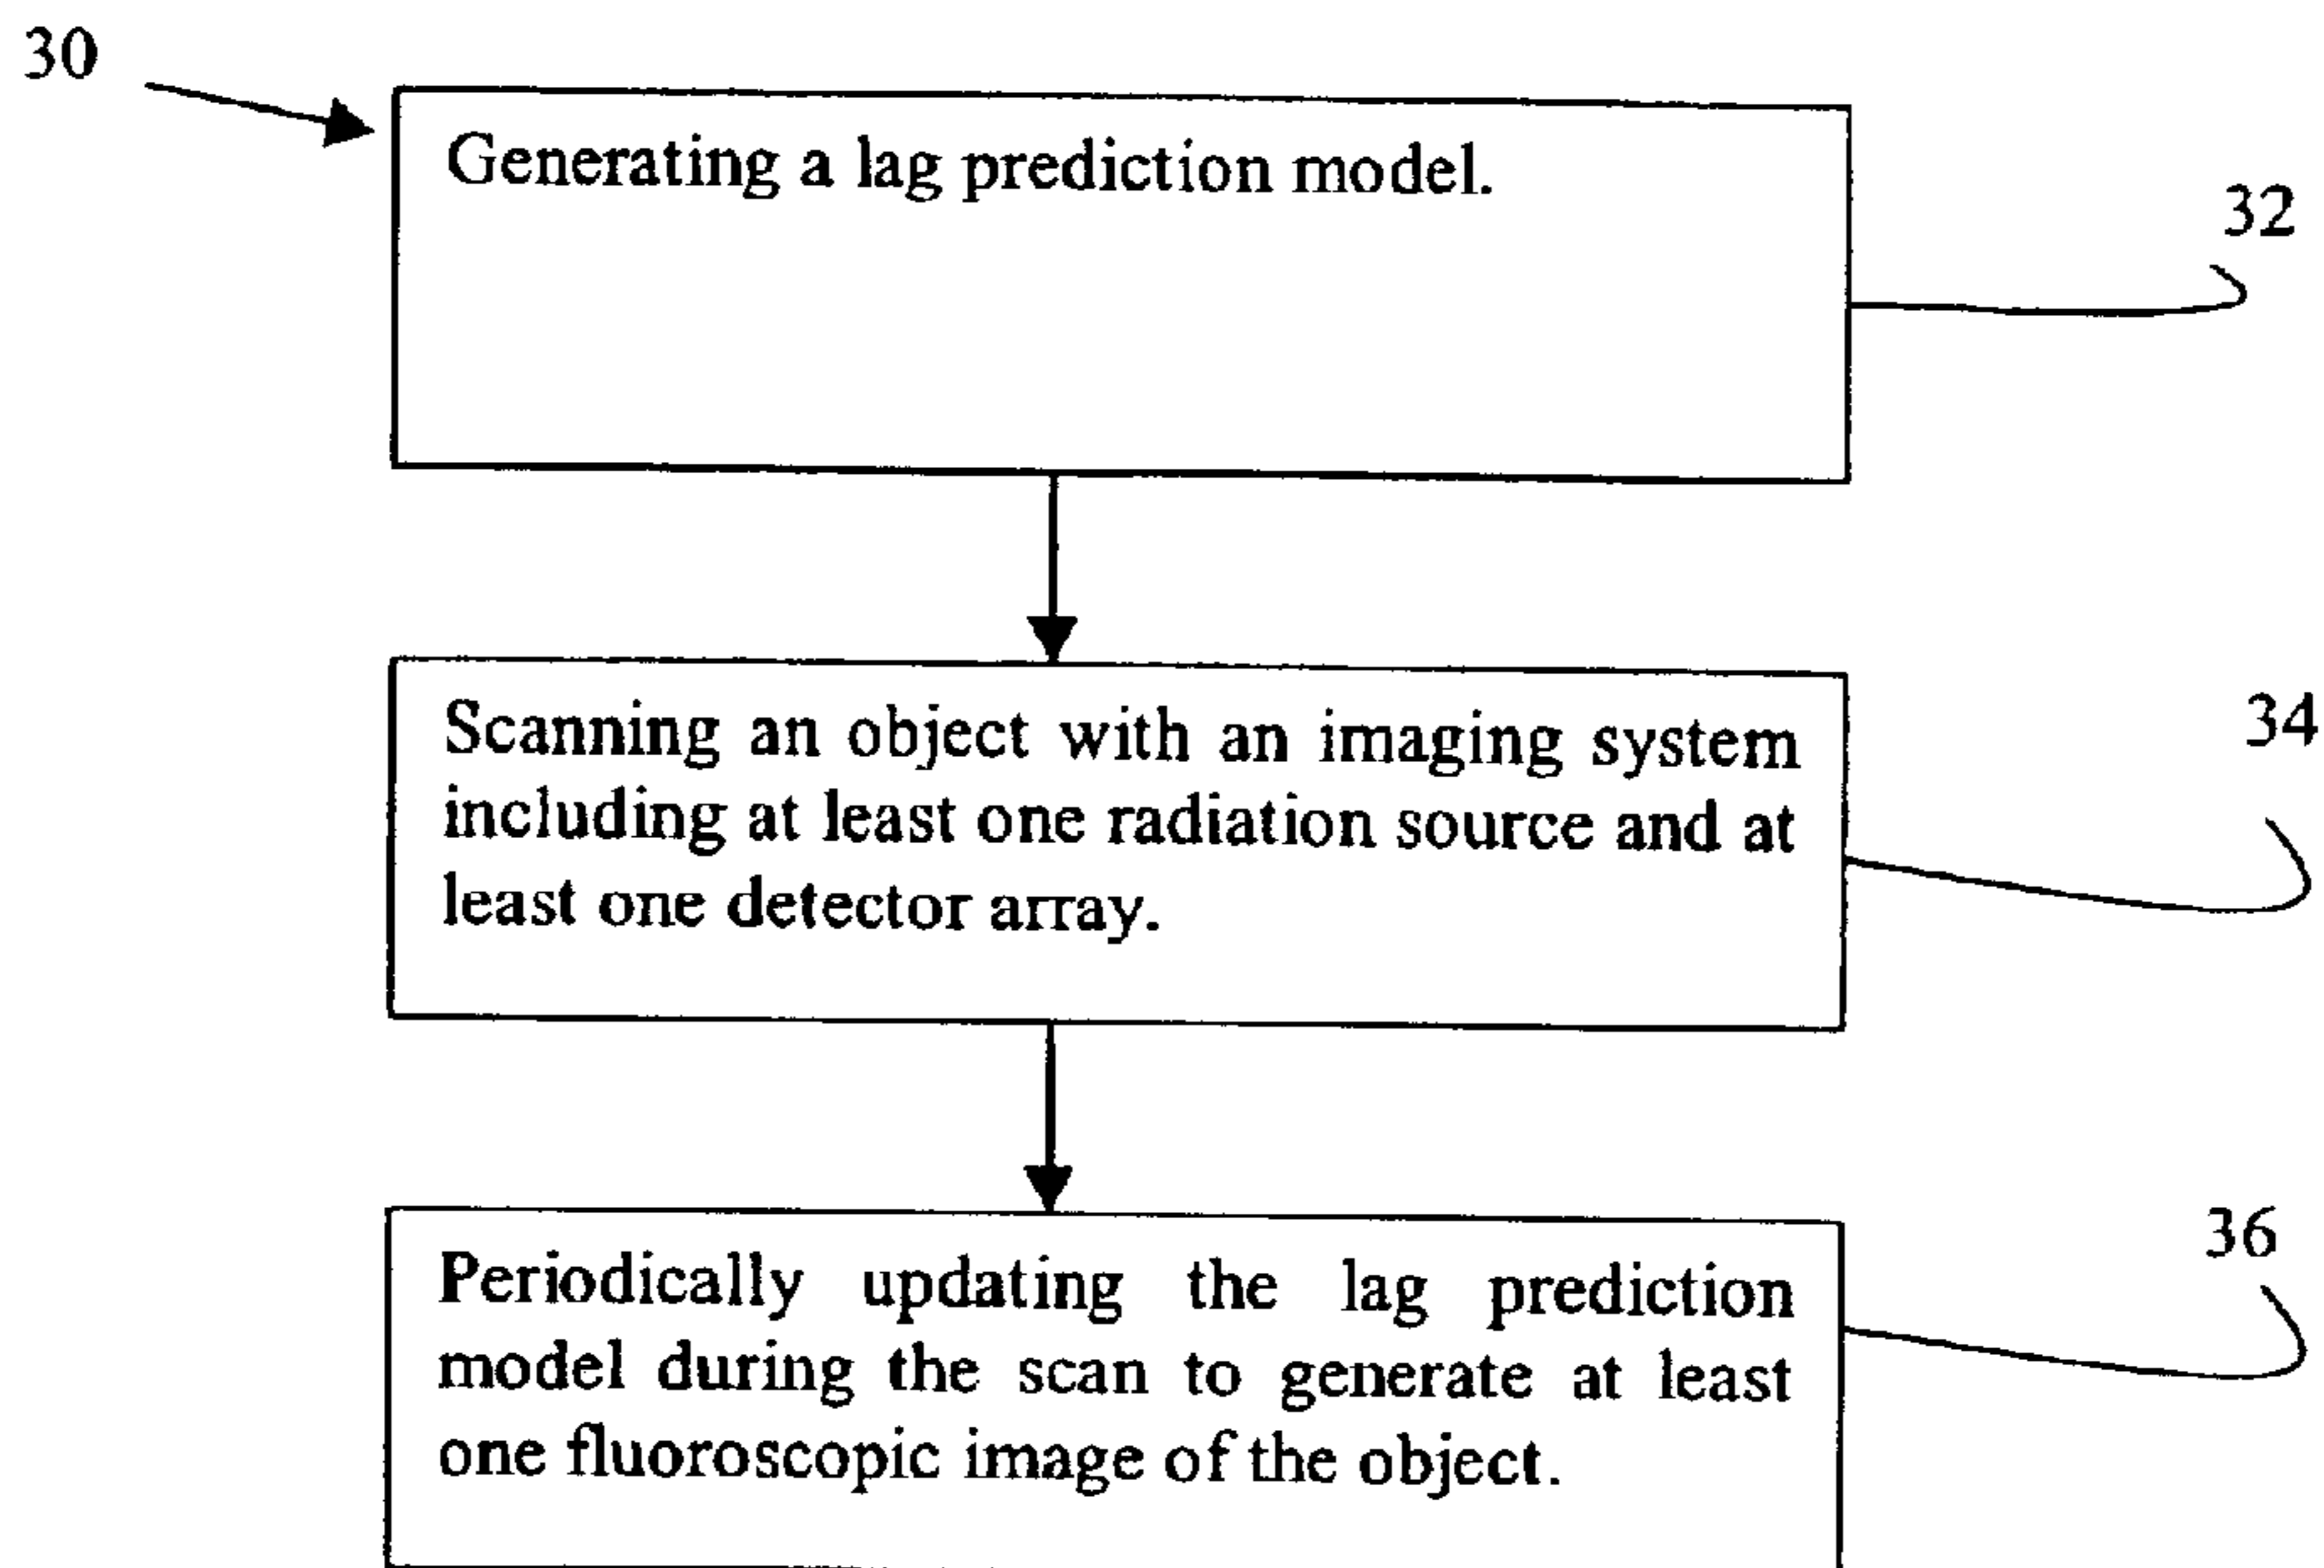 30
Generating a lag prediction model.
32
Scanning an object with an imaging system
including at least one radiation source and at
least one detector array.
34
Periodically updating the lag prediction
model during the scan to generate at least
one fluoroscopic image of the object.
36